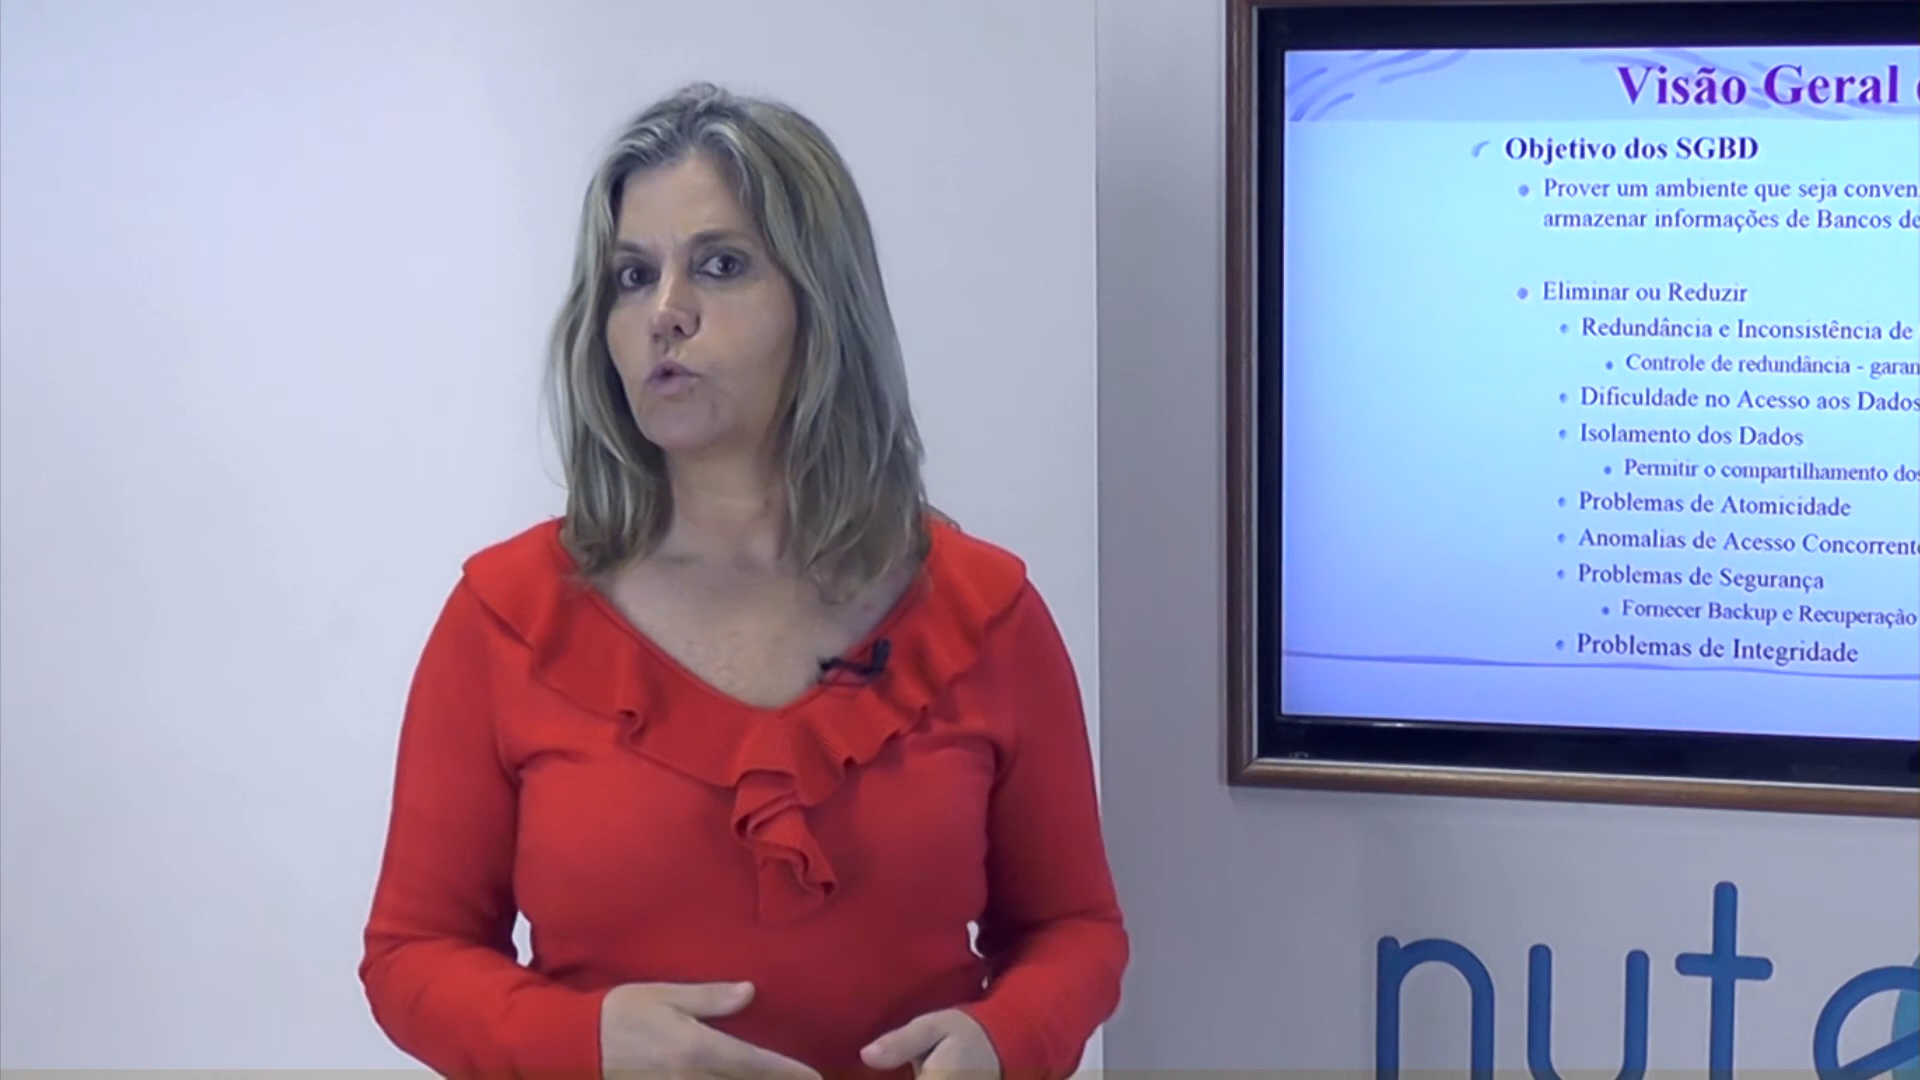 Visão Geral
Objetivo dos SGBD
Prover um ambiente que seja conven
armazenar informações de Bancos de
Eliminar ou Reduzir
Redundância e Inconsistência de
Controle de redundância - garan
Dificuldade no Acesso aos Dados
Isolamento dos Dados
Permitir o compartilhamento dos
Problemas de Atomicidade
Anomalias de Acesso Concorrente
Problemas de Segurança
Fornecer Backup e Recuperação
Problemas de Integridade
nute